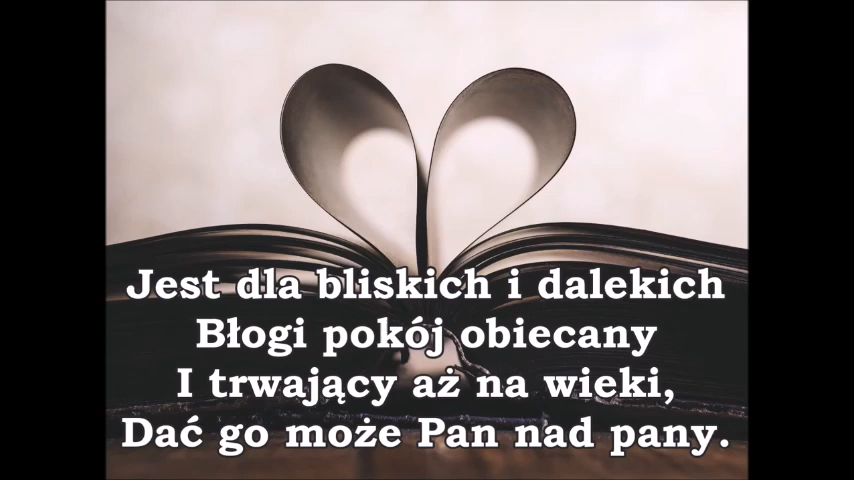 Jest dla bliskich i dalekich
Błogi pokój obiecany
I trwający aż na wieki,
Dać go może Pan nad pany.